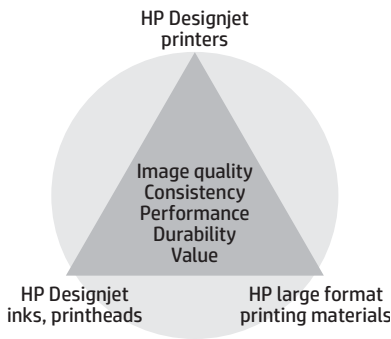 HP Designjet
printers
Image quality
Consistency
Performance
Durability
Value
HP Designjet
inks, printheads
HP large format
printing materials